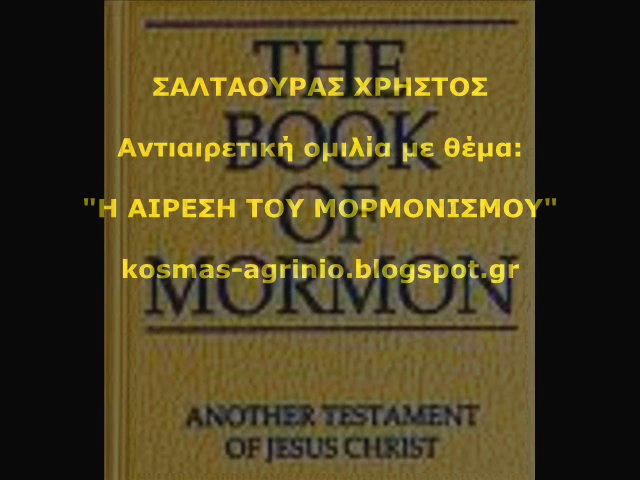 THE
ΣΑΛΤΑΟΥΡΑΣ ΧΡΗΣΤΟΣ
BOOK
Αντιαιρετική ομιλία με θέμα:
OF
"Η ΑΙΡΕΣΗ ΤΟΥ ΜΟΡΜΟΝΙΣΜΟΥ"
kosmas-agrinio.blogspot.gr
MORMON
ANOTHER TESTAMENT
OF JESUS CHRIST